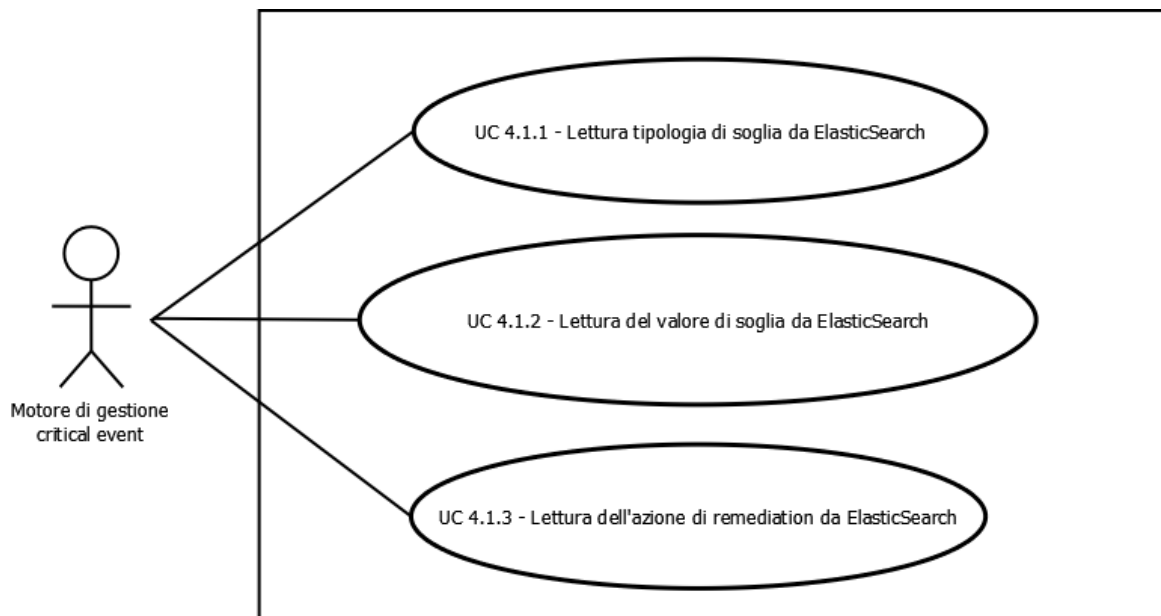 UC 4.1.1 - Lettura tipologia di soglia da ElasticSearch
UC 4.1.2 - Lettura del valore di soglia da ElasticSearch
Motore di gestione
critical event
UC 4.1.3 - Lettura dell'azione di remediation da ElasticSearch